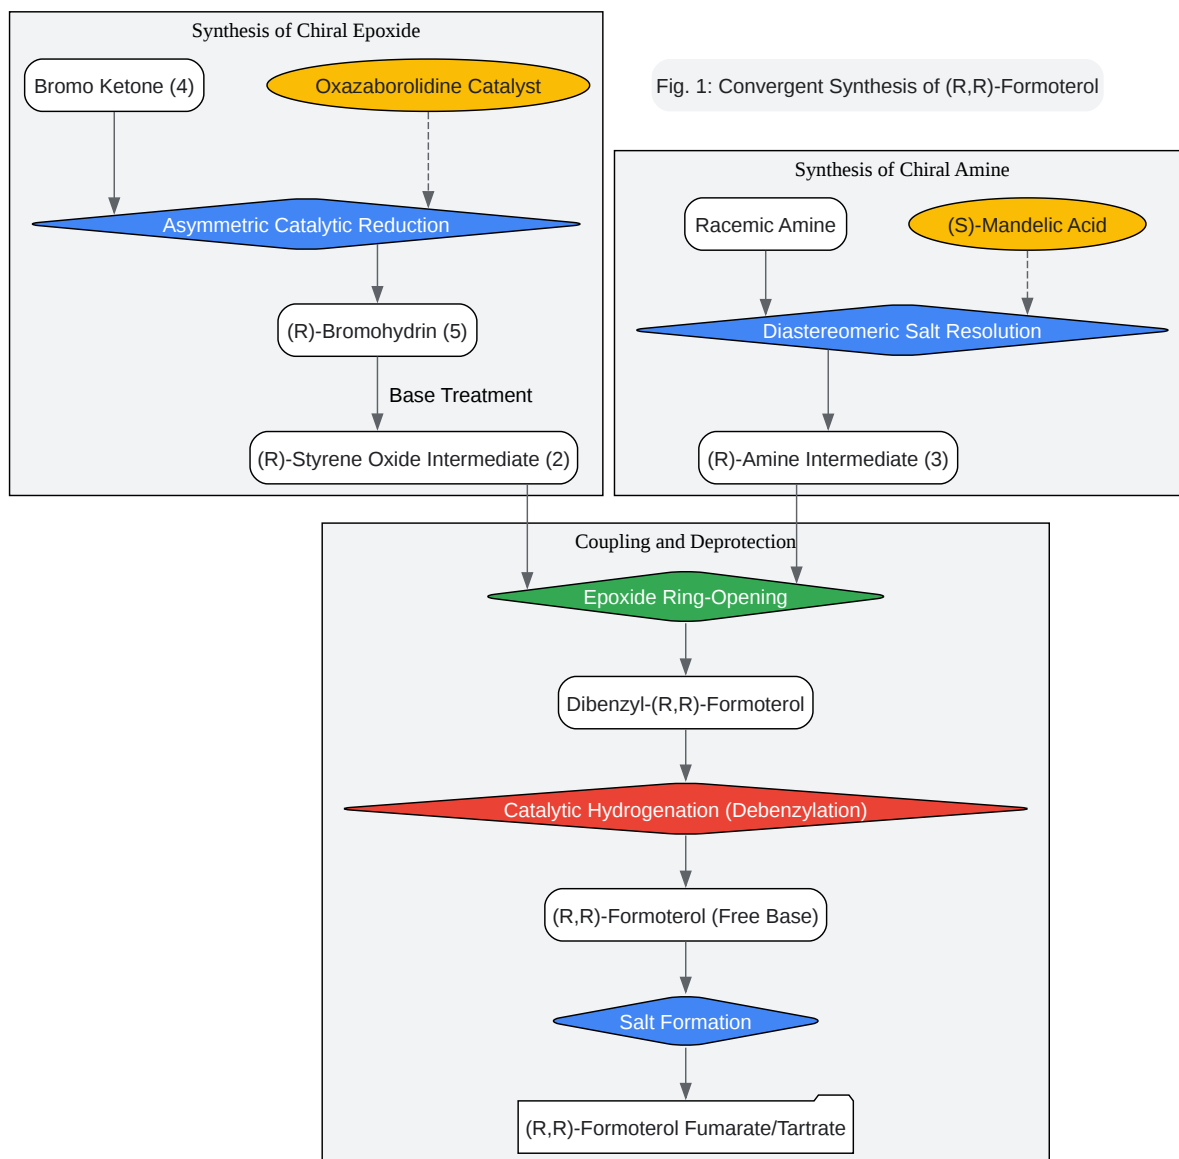 Synthesis of Chiral Epoxide
Bromo Ketone (4)
Oxazaborolidine Catalyst
Asymmetric Catalytic Reduction
(R)-Bromohydrin (5)
Base Treatment
(R)-Styrene Oxide Intermediate (2)
Fig. 1: Convergent Synthesis of (R,R)-Formoterol
Synthesis of Chiral Amine
Racemic Amine
(S)-Mandelic Acid
Diastereomeric Salt Resolution
(R)-Amine Intermediate (3)
Coupling and Deprotection
Epoxide Ring-Opening
Dibenzyl-(R,R)-Formoterol
Catalytic Hydrogenation (Debenzylation)
(R,R)-Formoterol (Free Base)
Salt Formation
(R,R)-Formoterol Fumarate/Tartrate